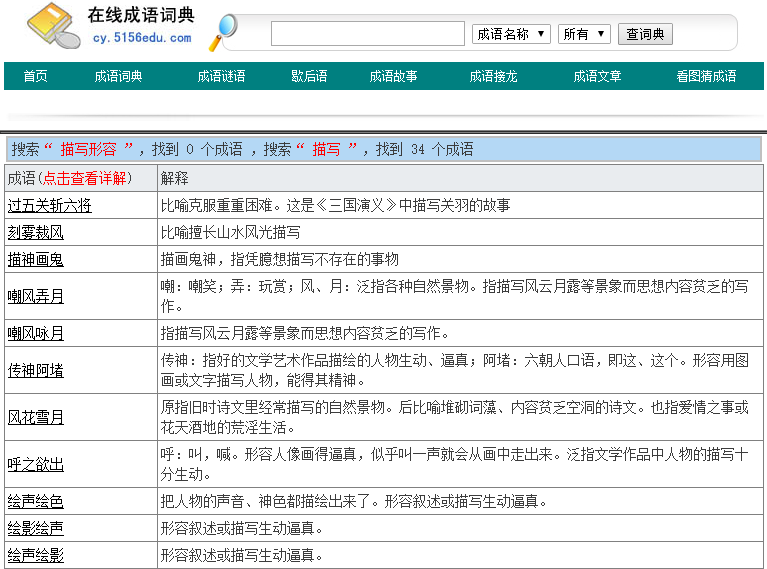 在线成语词典
cy.5156edu.com
成语名称 ▼ 所有 ▼ 查词典
首页 成语词典 成语谜语 歇后语 成语故事 成语接龙 成语文章 看图猜成语
搜索“ 描写形容 ”，找到 0 个成语 ，搜索“ 描写 ”，找到 34 个成语
成语(点击查看详解) 解释
过五关斩六将 比喻克服重重困难。这是《三国演义》中描写关羽的故事
刻雾裁风 比喻擅长山水风光描写
描神画鬼 描画鬼神，指凭臆想描写不存在的事物
嘲风弄月 嘲：嘲笑；弄：玩赏；风、月：泛指各种自然景物。指描写风云月露等景象而思想内容贫乏的写
作。
嘲风咏月 指描写风云月露等景象而思想内容贫乏的写作。
传神阿堵 传神：指好的文学艺术作品描绘的人物生动、逼真；阿堵：六朝人口语，即这、这个。形容用图
画或文字描写人物，能得其精神。
风花雪月 原指旧时诗文里经常描写的自然景物。后比喻堆砌词藻、内容贫乏空洞的诗文。也指爱情之事或
花天酒地的荒淫生活。
呼之欲出 呼：叫，喊。形容人像画得逼真，似乎叫一声就会从画中走出来。泛指文学作品中人物的描写十
分生动。
绘声绘色 把人物的声音、神色都描绘出来了。形容叙述或描写生动逼真。
绘影绘声 形容叙述或描写生动逼真。
绘声绘影 形容叙述或描写生动逼真。